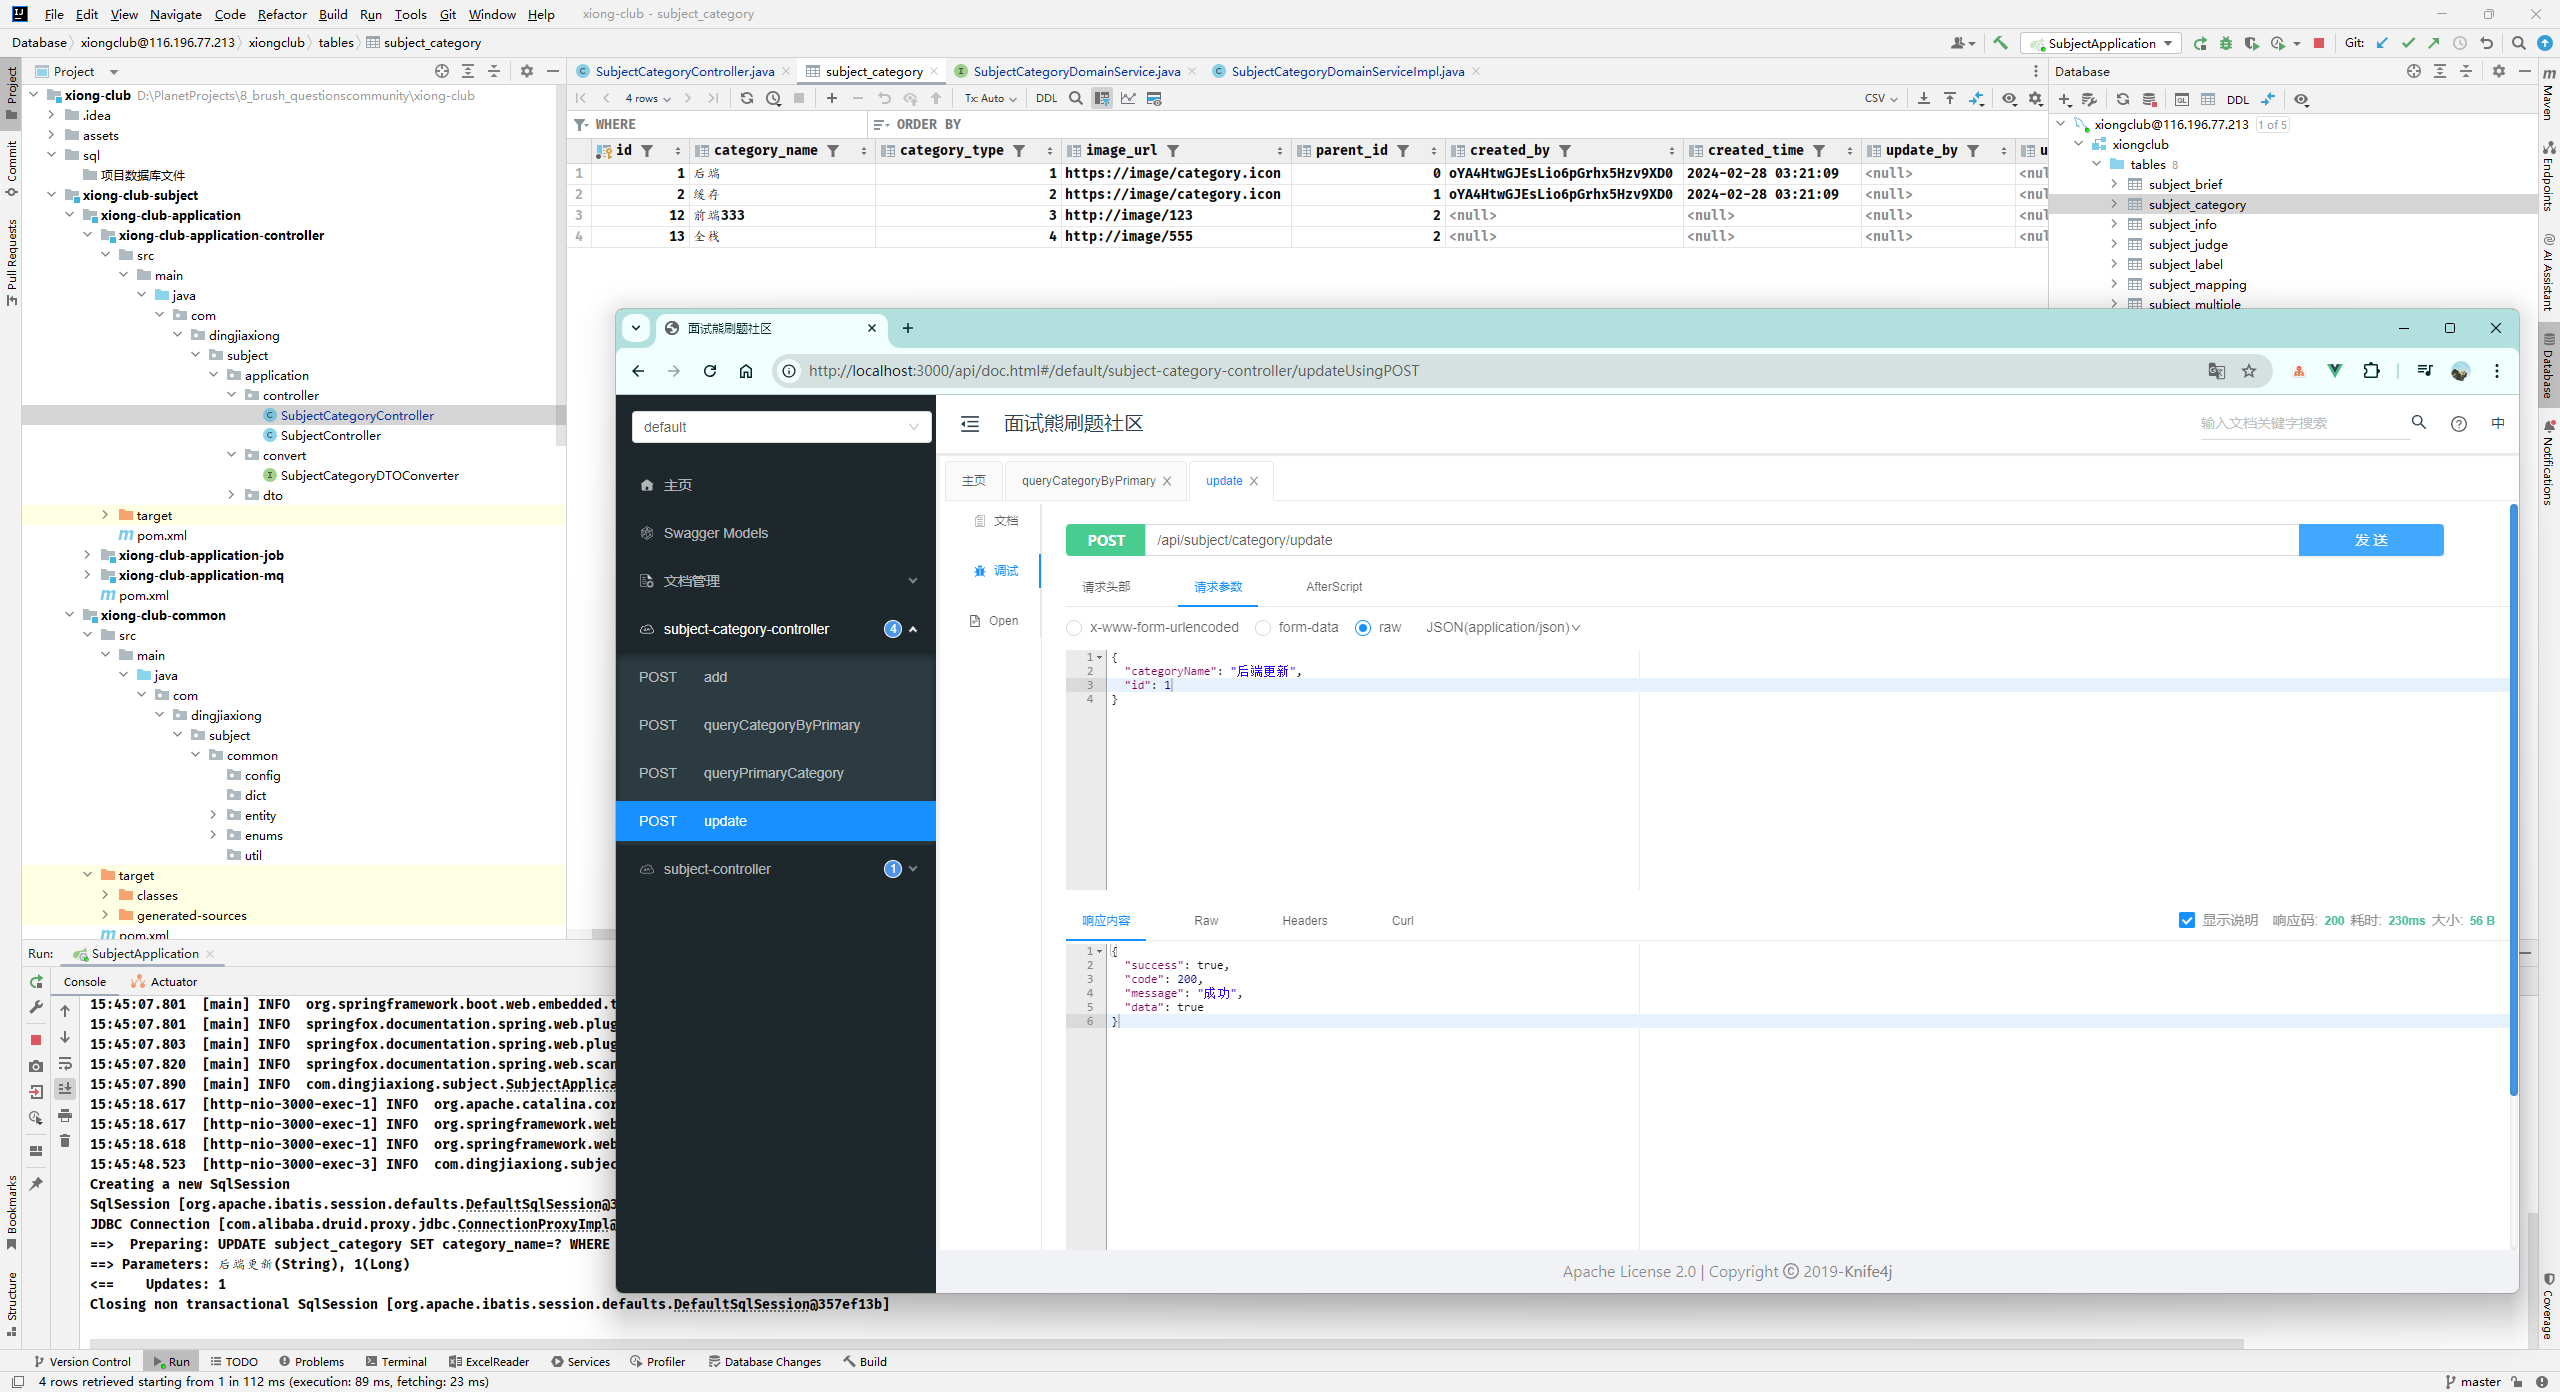 File Edit View Navigate Code Refactor Build Run Tools Git Window Help xiong-club - subject_category
Database xiongclub@116.196.77.213 xiongclub tables subject_category
SubjectApplication Git:
Project
SubjectCategoryController.java subject_category SubjectCategoryDomainService.java SubjectCategoryDomainServiceImpl.java
Database
xiong-club D:\PlanetProjects\8_brush_questionscommunity\xiong-club
.idea
assets
sql
项目数据库文件
xiong-club-subject
xiong-club-application
xiong-club-application-controller
src
main
java
com
dingjiaxiong
subject
application
controller
SubjectCategoryController
SubjectController
convert
SubjectCategoryDTOConverter
dto
target
pom.xml
xiong-club-application-job
xiong-club-application-mq
pom.xml
xiong-club-common
src
main
java
com
dingjiaxiong
subject
common
config
dict
entity
enums
util
target
classes
generated-sources
pom.xml
4 rows Tx: Auto DDL CSV
WHERE ORDER BY
id category_name category_type image_url parent_id created_by created_time update_by u
1 1 后端 1 https://image/category.icon 0 oYA4HtwGJEsLio6pGrhx5Hzv9XD0 2024-02-28 03:21:09 <null> <nul
2 2 缓存 2 https://image/category.icon 1 oYA4HtwGJEsLio6pGrhx5Hzv9XD0 2024-02-28 03:21:09 <null> <nul
3 12 前端333 3 http://image/123 2 <null> <null> <null> <nul
4 13 全栈 4 http://image/555 2 <null> <null> <null> <nul
DDL
xiongclub@116.196.77.213 1 of 5
xiongclub
tables 8
subject_brief
subject_category
subject_info
subject_judge
subject_label
subject_mapping
subject_multiple
面试熊刷题社区
http://localhost:3000/api/doc.html#/default/subject-category-controller/updateUsingPOST
default
面试熊刷题社区
输入文档关键字搜索
中
主页
Swagger Models
文档管理
subject-category-controller 4
POST add
POST queryCategoryByPrimary
POST queryPrimaryCategory
POST update
subject-controller 1
主页 queryCategoryByPrimary update
文档
调试
Open
POST /api/subject/category/update 发 送
请求头部 请求参数 AfterScript
x-www-form-urlencoded form-data raw JSON(application/json)
1 {
2 "categoryName": "后端更新",
3 "id": 1
4 }
响应内容 Raw Headers Curl
显示说明 响应码: 200 耗时: 230ms 大小: 56 B
1 {
2 "success": true,
3 "code": 200,
4 "message": "成功",
5 "data": true
6 }
Apache License 2.0 | Copyright © 2019-Knife4j
Run: SubjectApplication
Console Actuator
15:45:07.801 [main] INFO org.springframework.boot.web.embedded.t
15:45:07.801 [main] INFO springfox.documentation.spring.web.plug
15:45:07.803 [main] INFO springfox.documentation.spring.web.plug
15:45:07.820 [main] INFO springfox.documentation.spring.web.scan
15:45:07.890 [main] INFO com.dingjiaxiong.subject.SubjectApplica
15:45:18.617 [http-nio-3000-exec-1] INFO org.apache.catalina.cor
15:45:18.617 [http-nio-3000-exec-1] INFO org.springframework.web
15:45:18.618 [http-nio-3000-exec-1] INFO org.springframework.web
15:45:48.523 [http-nio-3000-exec-3] INFO com.dingjiaxiong.subjec
Creating a new SqlSession
SqlSession [org.apache.ibatis.session.defaults.DefaultSqlSession@3
JDBC Connection [com.alibaba.druid.proxy.jdbc.ConnectionProxyImpl@
==> Preparing: UPDATE subject_category SET category_name=? WHERE
==> Parameters: 后端更新(String), 1(Long)
<== Updates: 1
Closing non transactional SqlSession [org.apache.ibatis.session.defaults.DefaultSqlSession@357ef13b]
Version Control Run TODO Problems Terminal ExcelReader Services Profiler Database Changes Build
4 rows retrieved starting from 1 in 112 ms (execution: 89 ms, fetching: 23 ms)
master
Project
Commit
Pull Requests
Bookmarks
Structure
Maven
Endpoints
AI Assistant
Database
Notifications
Coverage